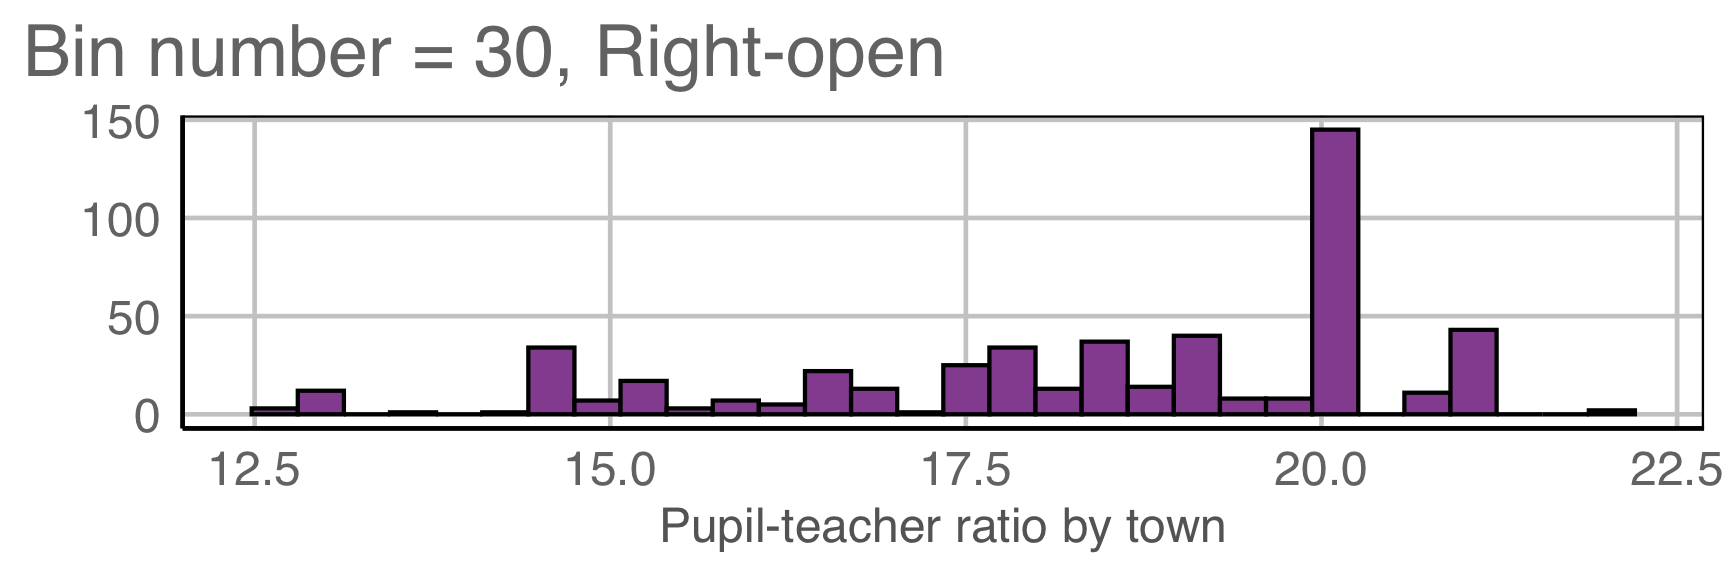 Bin number = 30, Right-open
150
100
50
0
12.5 15.0 17.5 20.0 22.5
Pupil-teacher ratio by town